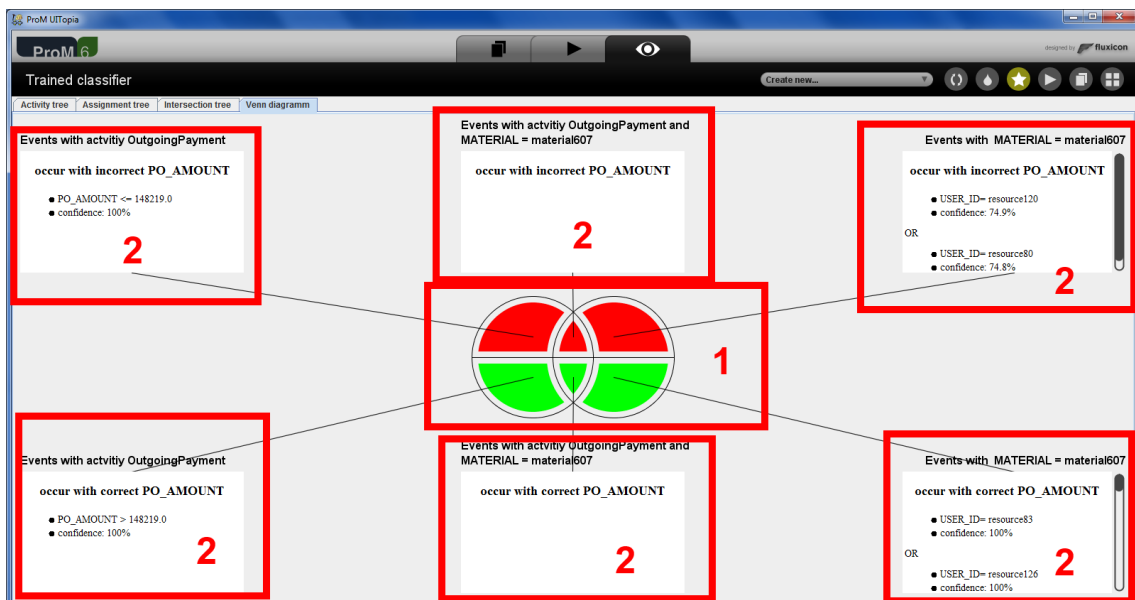 ProM UITopia
ProM 6
designed by fluxicon
Trained classifier
Create new...
Activity tree
Assignment tree
Intersection tree
Venn diagramm
Events with actvitiy OutgoingPayment
occur with incorrect PO_AMOUNT
PO_AMOUNT <= 148219.0
confidence: 100%
2
Events with actvitiy OutgoingPayment and
MATERIAL = material607
occur with incorrect PO_AMOUNT
2
Events with MATERIAL = material607
occur with incorrect PO_AMOUNT
USER_ID= resource120
confidence: 74.9%
OR
USER_ID= resource80
confidence: 74.8%
2
1
Events with actvitiy OutgoingPayment
occur with correct PO_AMOUNT
PO_AMOUNT > 148219.0
confidence: 100%
2
Events with actvitiy OutgoingPayment and
MATERIAL = material607
occur with correct PO_AMOUNT
2
Events with MATERIAL = material607
occur with correct PO_AMOUNT
USER_ID= resource83
confidence: 100%
OR
USER_ID= resource126
confidence: 100%
2